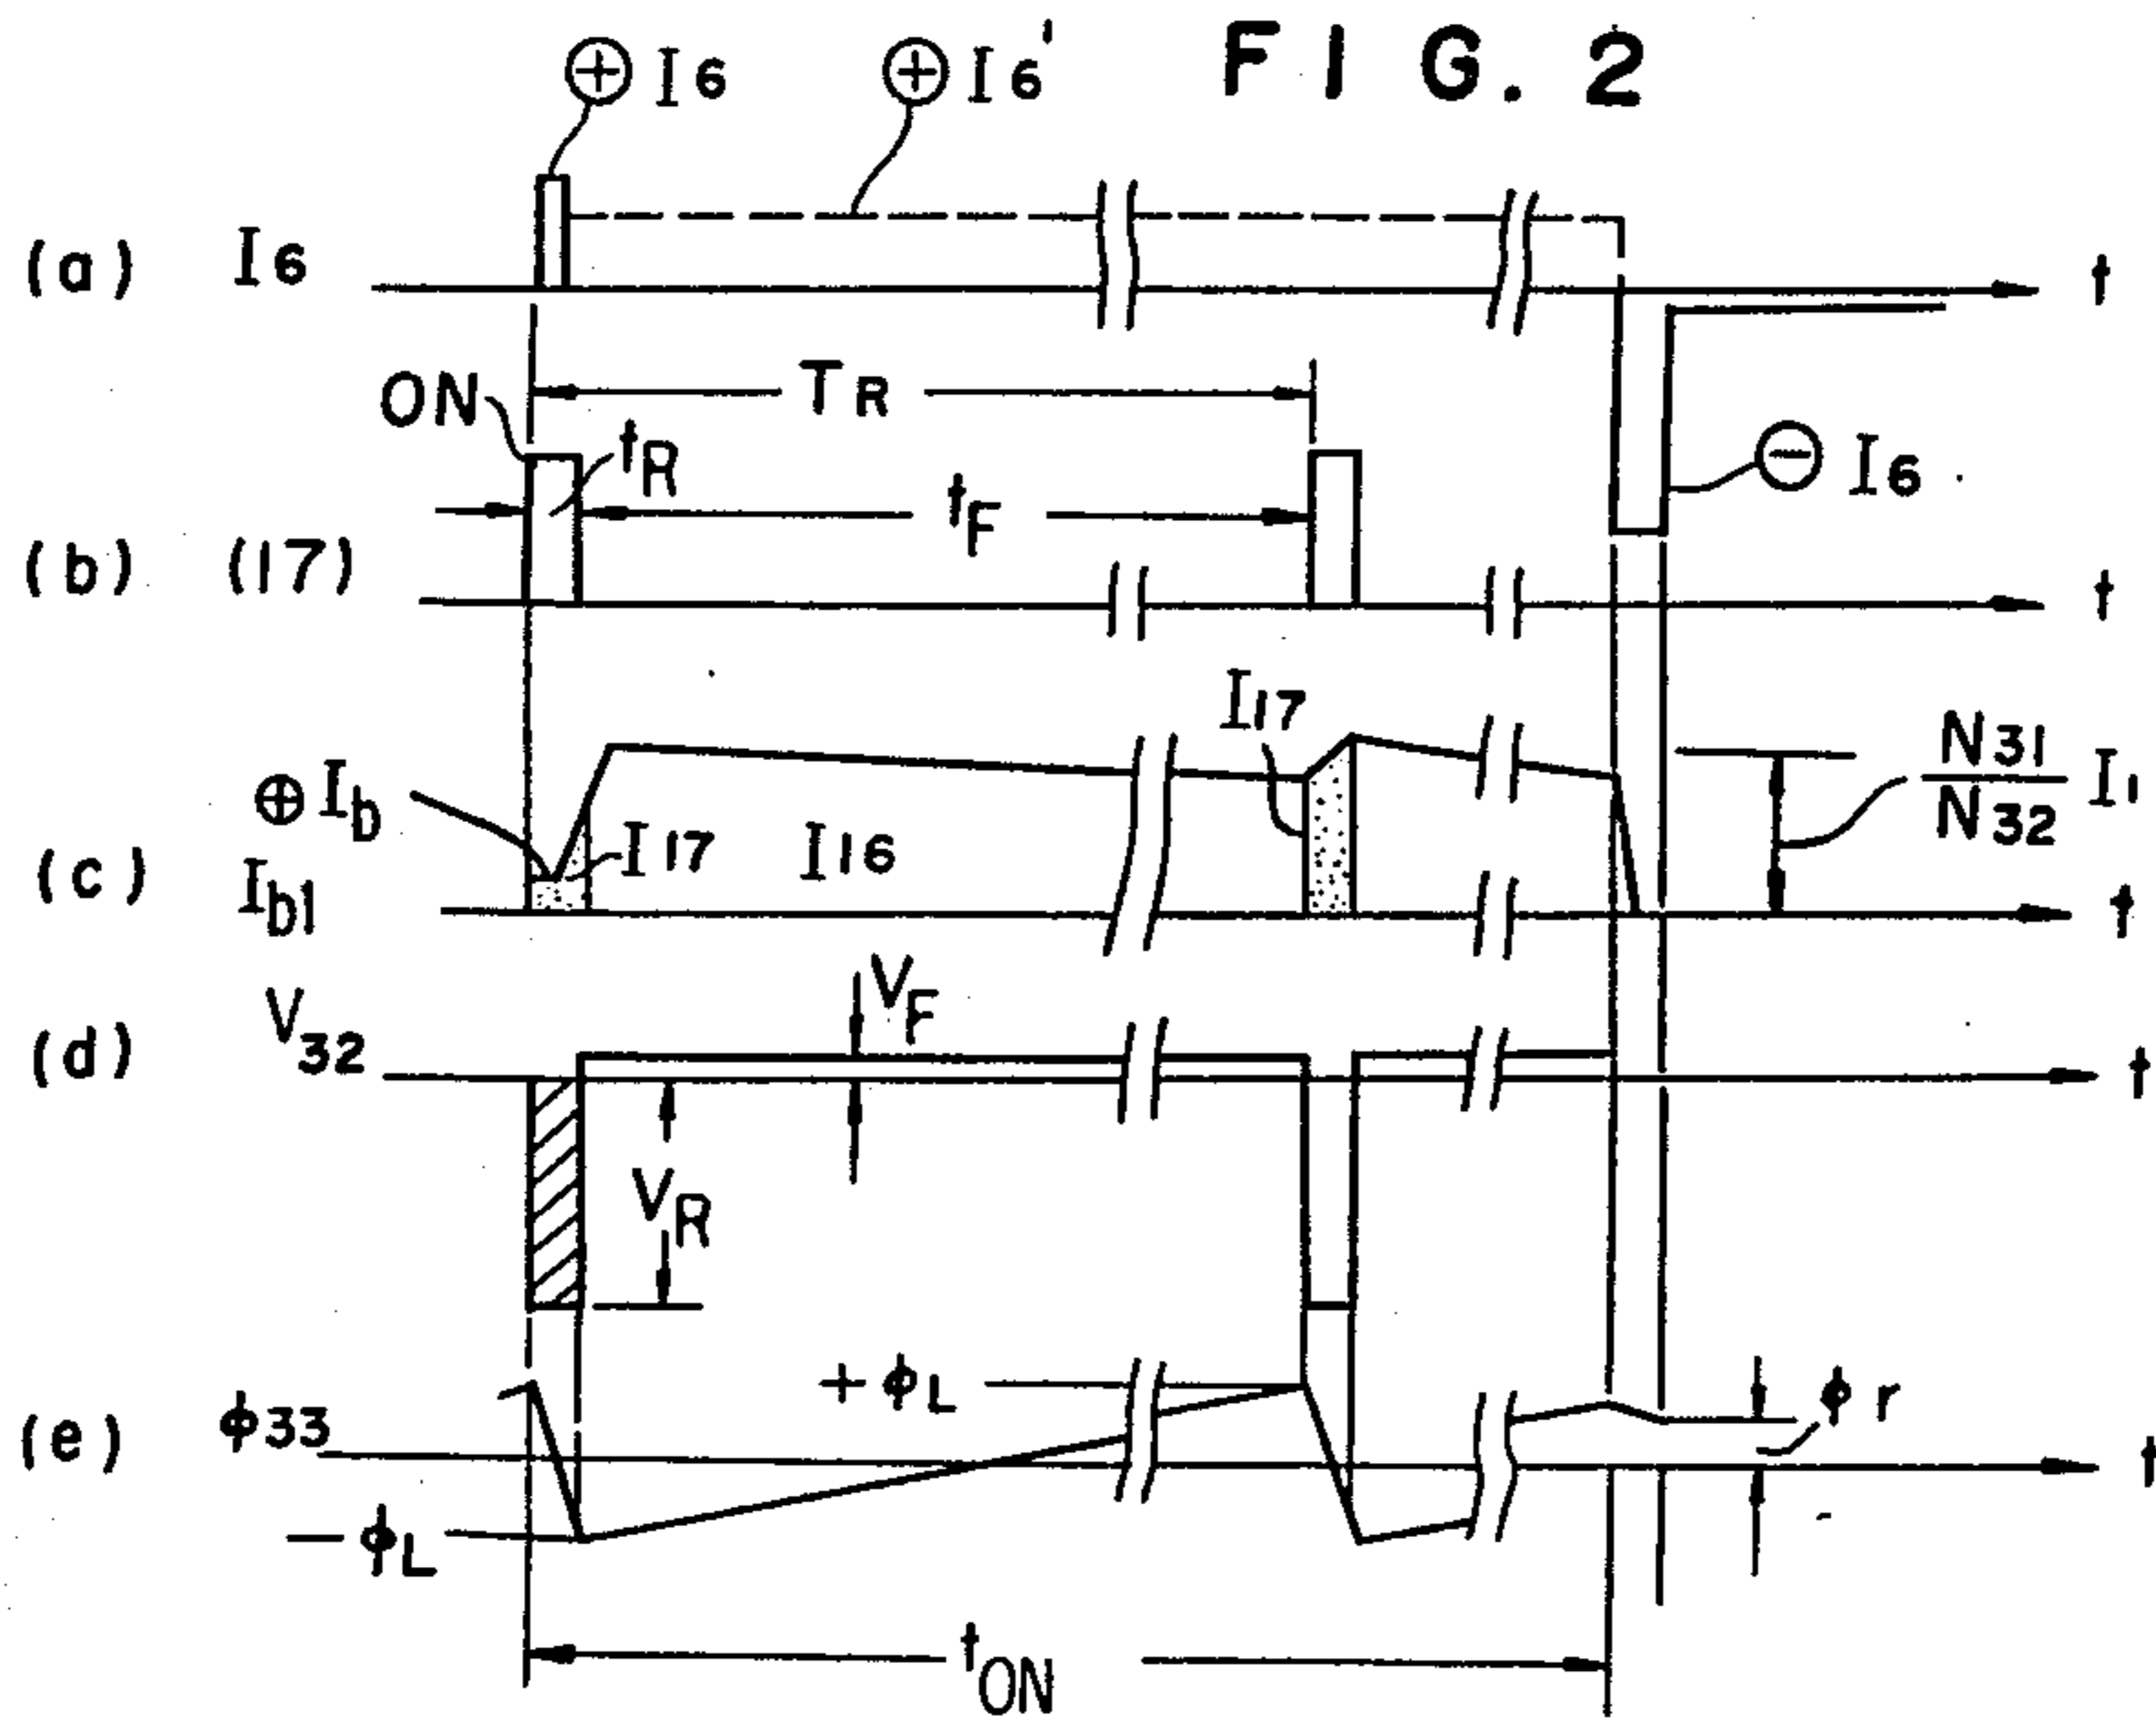 FIG. 2
⊕ I6
⊕ I6'
(a) I6
t
ON
TR
tR
tF
⊖ I6
(b) (17)
t
I17
⊕ Ib
I17
I16
N31
N32
I1
(c) Ib1
t
VF
(d) V32
t
VR
+ϕL
ϕr
(e) ϕ33
t
−ϕL
tON